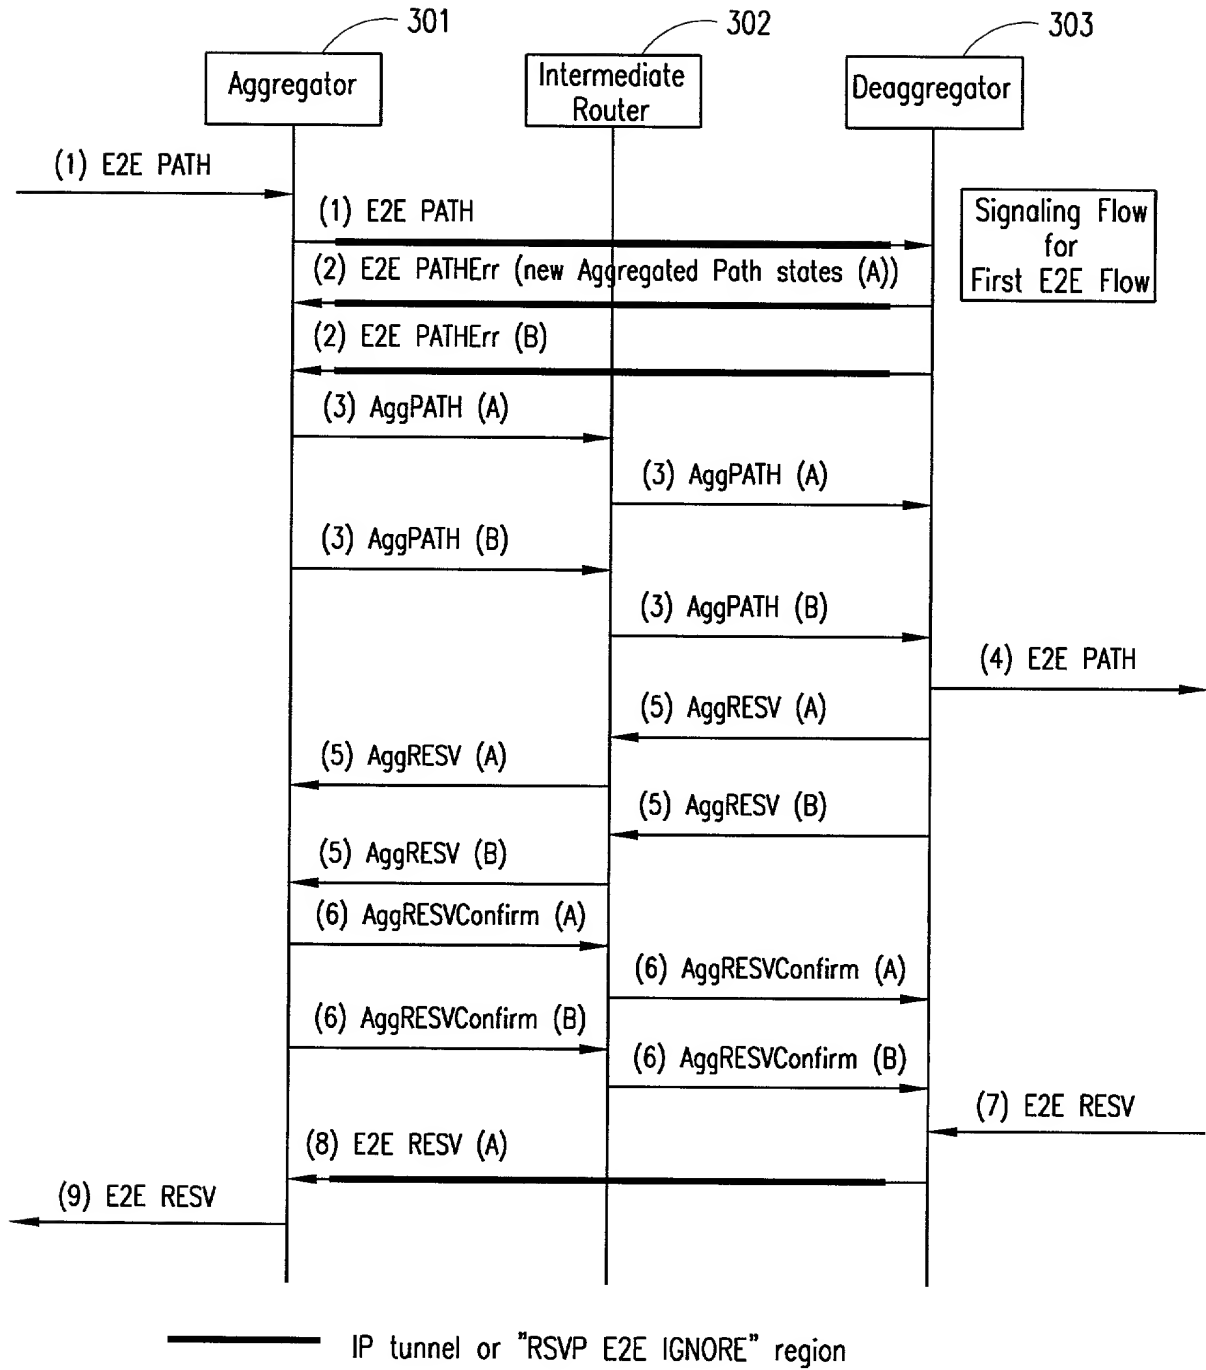 301
302
303
Aggregator
Intermediate
Router
Deaggregator
(1) E2E PATH
(1) E2E PATH
Signaling Flow
for
First E2E Flow
(2) E2E PATHErr (new Aggregated Path states (A))
(2) E2E PATHErr (B)
(3) AggPATH (A)
(3) AggPATH (A)
(3) AggPATH (B)
(3) AggPATH (B)
(4) E2E PATH
(5) AggRESV (A)
(5) AggRESV (A)
(5) AggRESV (B)
(5) AggRESV (B)
(6) AggRESVConfirm (A)
(6) AggRESVConfirm (A)
(6) AggRESVConfirm (B)
(6) AggRESVConfirm (B)
(7) E2E RESV
(8) E2E RESV (A)
(9) E2E RESV
IP tunnel or "RSVP E2E IGNORE" region